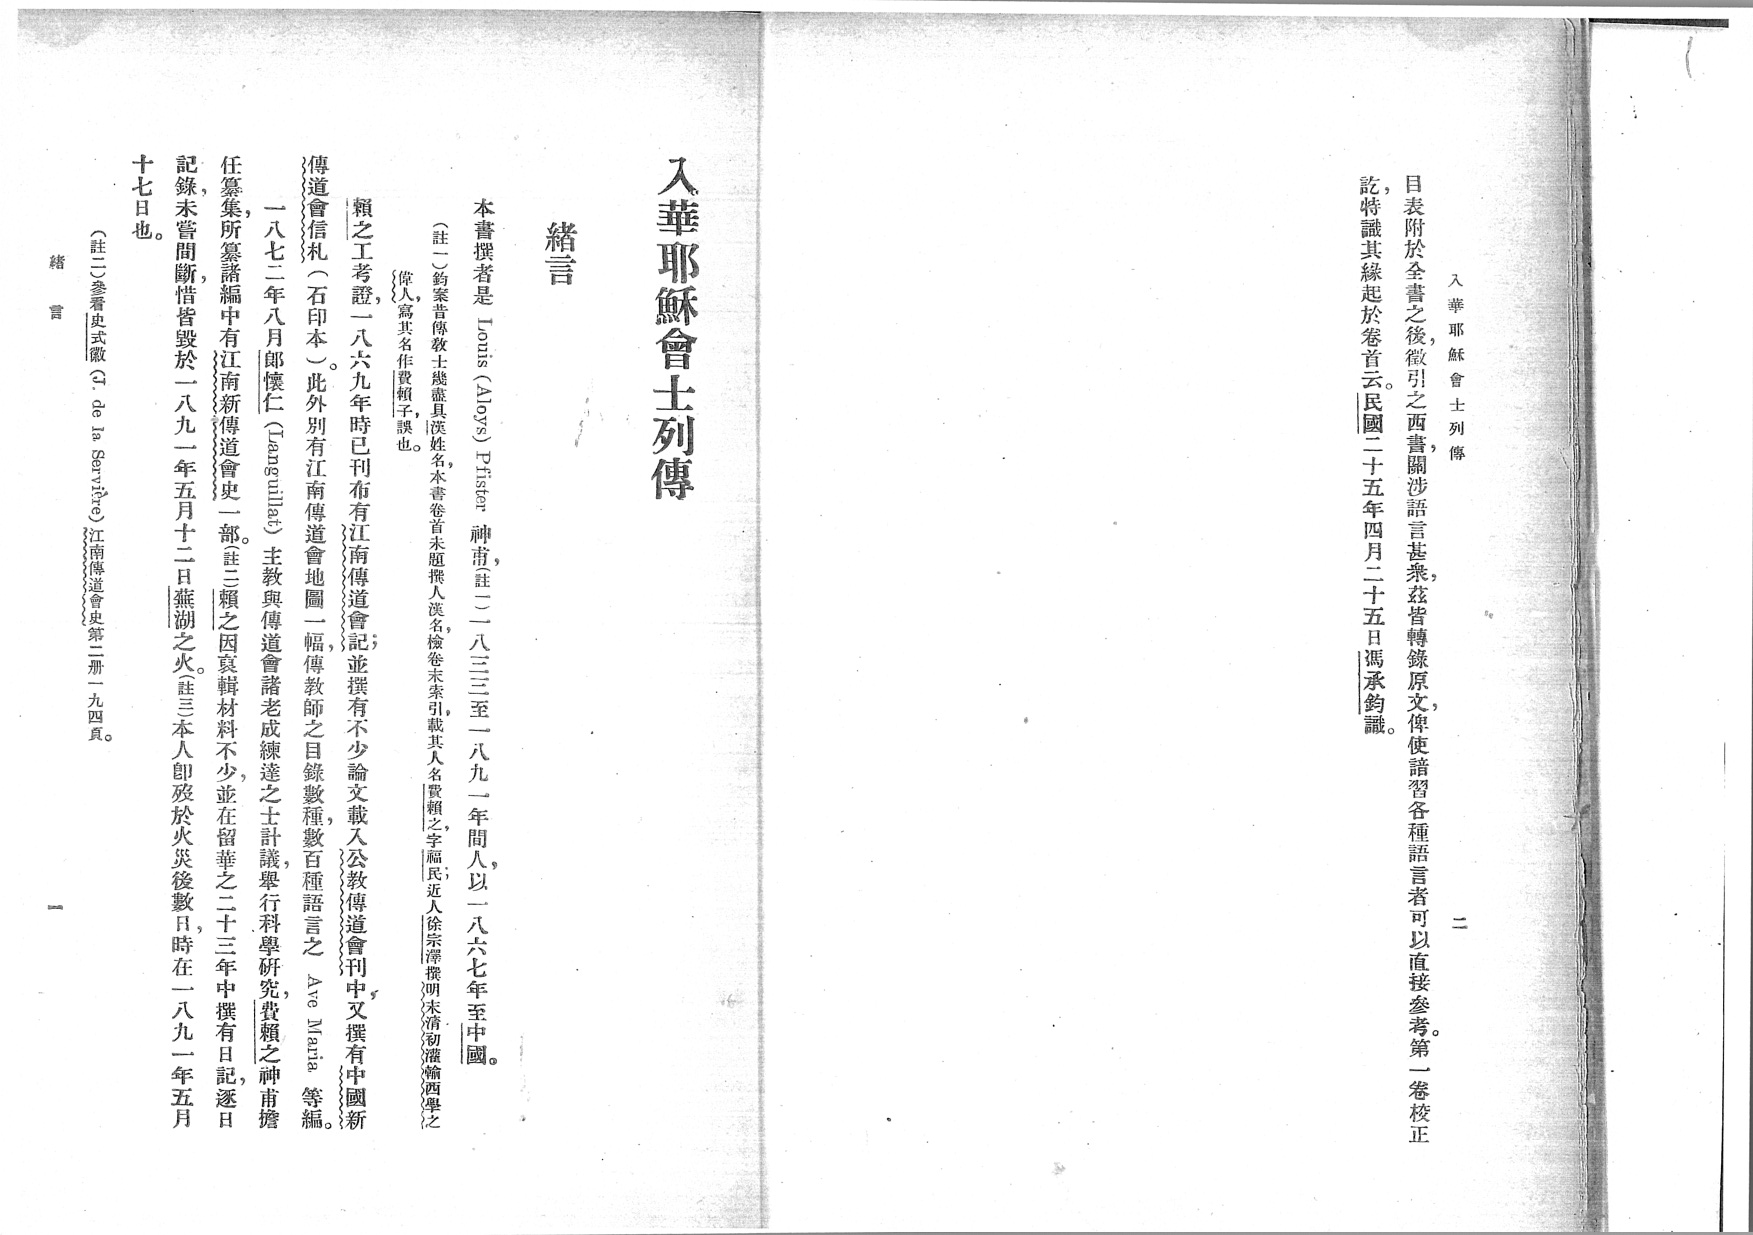 入華耶穌會士列傳
二
目表附於全書之後，徵引之西書，關涉語言甚衆，茲皆轉錄原文，俾使諳習各種語言者可以直接參考。第一卷校正
訖，特識其緣起於卷首云。民國二十五年四月二十五日馮承鈞識。
入華耶穌會士列傳
緒言
本書撰者是 Louis (Aloys) Pfister 神甫，(註一)一八三三至一八九一年間人，以一八六七年至中國。
(註一)鈞案昔傳教士幾盡具漢姓名，本書卷首未題撰人漢名，檢卷末索引，載其人名費賴之，字福民；近人徐宗澤撰明末清初灌輸西學之
偉人，寫其名作費賴子，誤也。
賴之工考證，一八六九年時已刊布有江南傳道會記；並撰有不少論文載入公教傳道會刊中，又撰有中國新
傳道會信札(石印本)。此外別有江南傳道會地圖一幅，傳教師之目錄數種，數百種語言之 Ave Maria 等編。
一八七二年八月郎懷仁 (Languillat) 主教與傳道會諸老成練達之士計議，舉行科學研究，費賴之神甫擔
任纂集，所纂諸編中有江南新傳道會史一部。(註二)賴之因裒輯材料不少，並在留華之二十三年中撰有日記，逐日
記錄，未嘗間斷，惜皆毀於一八九一年五月十二日蕪湖之火。(註三)本人卽歿於火災後數日，時在一八九一年五月
十七日也。
(註二)參看史式徽 (J. de la Servière) 江南傳道會史第二册一九四頁。
緒言
一